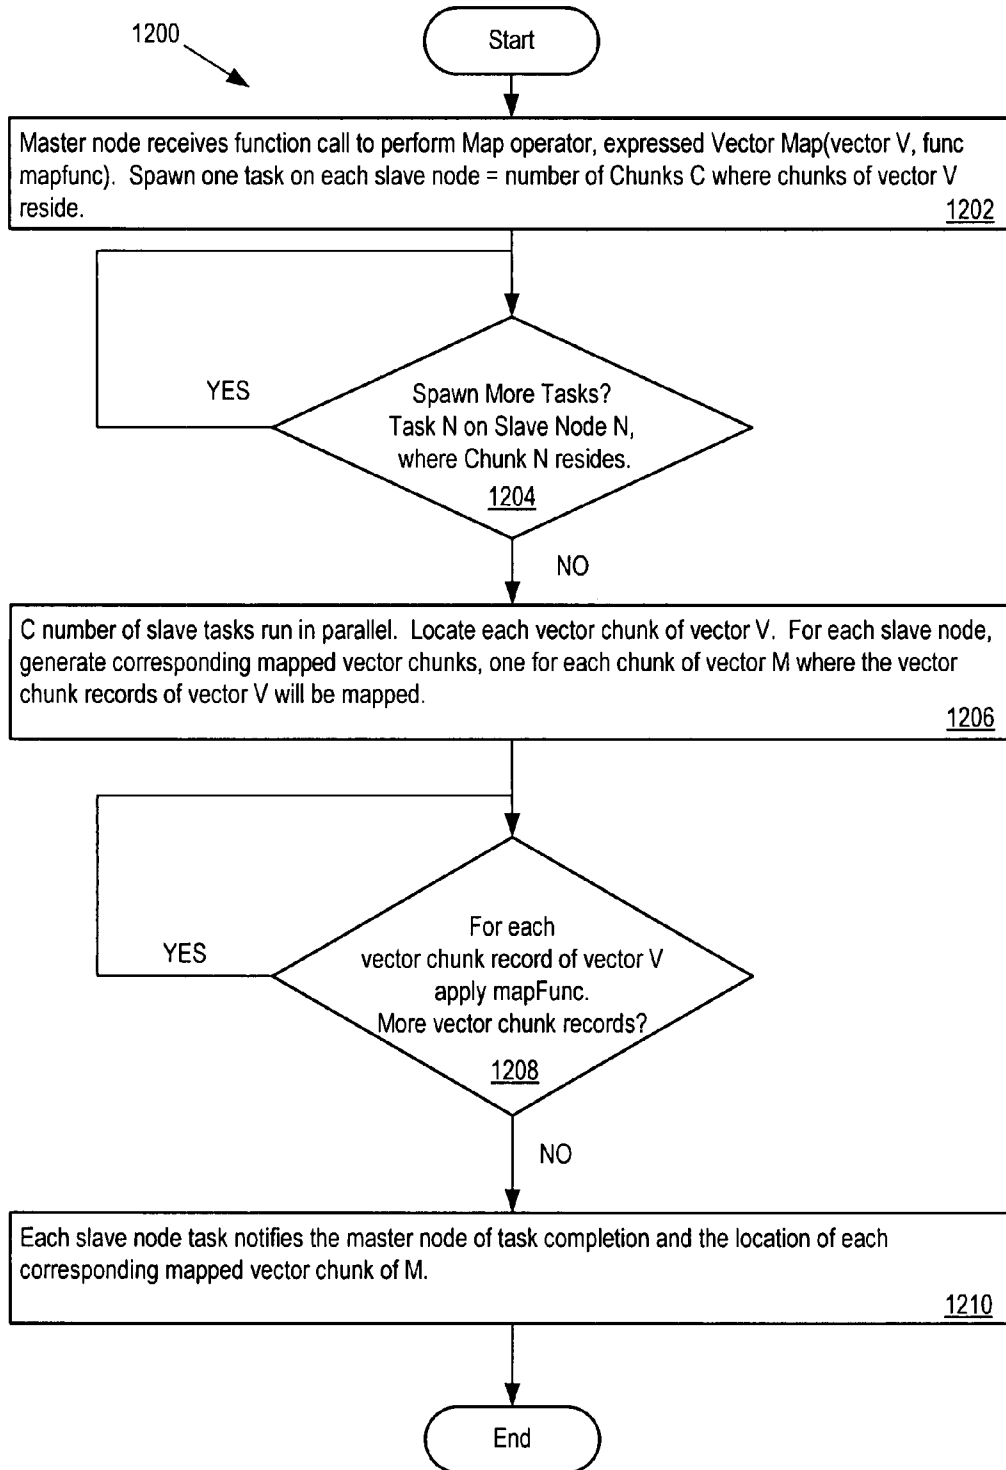 1200
Start
Master node receives function call to perform Map operator, expressed Vector Map(vector V, func
mapfunc).  Spawn one task on each slave node = number of Chunks C where chunks of vector V
reside.
1202
YES
Spawn More Tasks?
Task N on Slave Node N,
where Chunk N resides.
1204
NO
C number of slave tasks run in parallel.  Locate each vector chunk of vector V.  For each slave node,
generate corresponding mapped vector chunks, one for each chunk of vector M where the vector
chunk records of vector V will be mapped.
1206
YES
For each
vector chunk record of vector V
apply mapFunc.
More vector chunk records?
1208
NO
Each slave node task notifies the master node of task completion and the location of each
corresponding mapped vector chunk of M.
1210
End